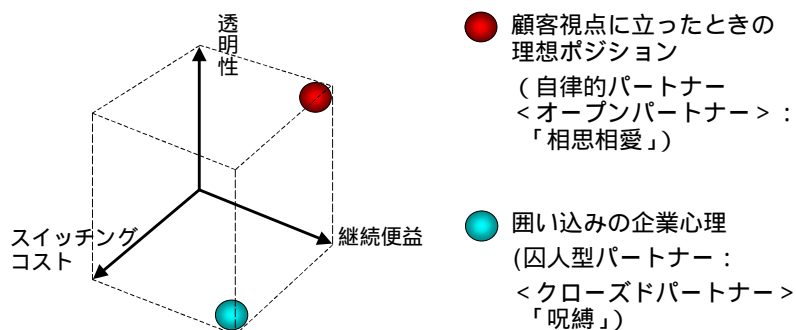 透明性
スイッチング
コスト
継続便益
顧客視点に立ったときの
理想ポジション
(自律的パートナー
<オープンパートナー>:
「相思相愛」)
囲い込みの企業心理
(囚人型パートナー:
<クローズドパートナー>
「呪縛」)